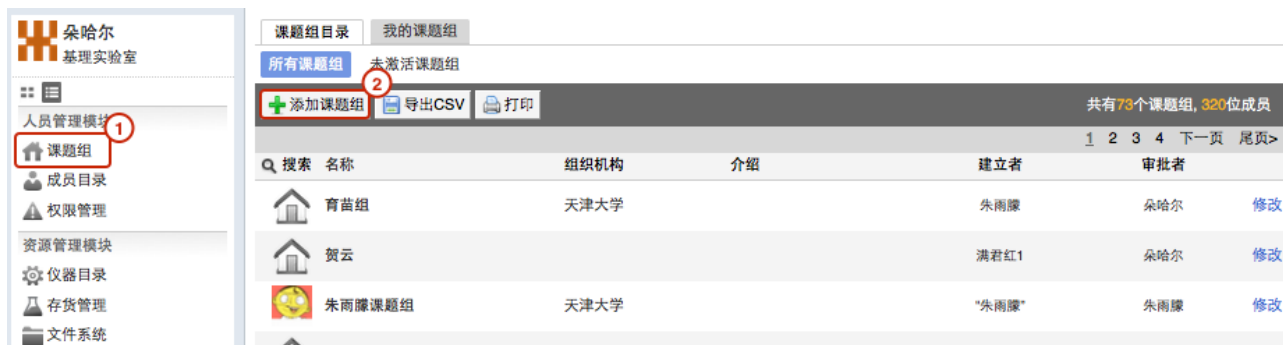 朵哈尔
基理实验室
人员管理模块
1
课题组
成员目录
权限管理
资源管理模块
仪器目录
存货管理
文件系统
课题组目录 我的课题组
所有课题组 未激活课题组
2
添加课题组 导出CSV 打印 共有73个课题组, 320位成员
1 2 3 4 下一页 尾页>
搜索 名称 组织机构 介绍 建立者 审批者
育苗组 天津大学 朱雨朦 朵哈尔 修改
贺云 满君红1 朵哈尔 修改
朱雨朦课题组 天津大学 "朱雨朦" 朱雨朦 修改